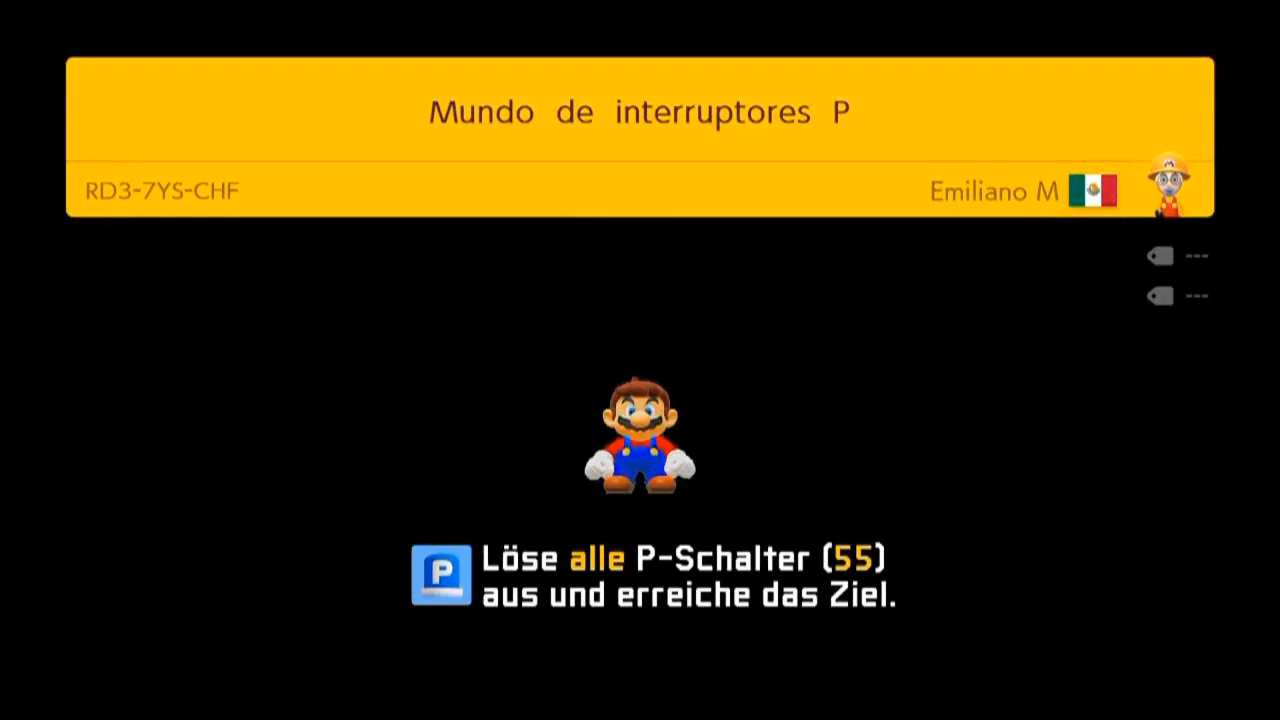 Mundo de interruptores P
RD3-7YS-CHF
Emiliano M
---
---
P
Löse alle P-Schalter (55)
aus und erreiche das Ziel.